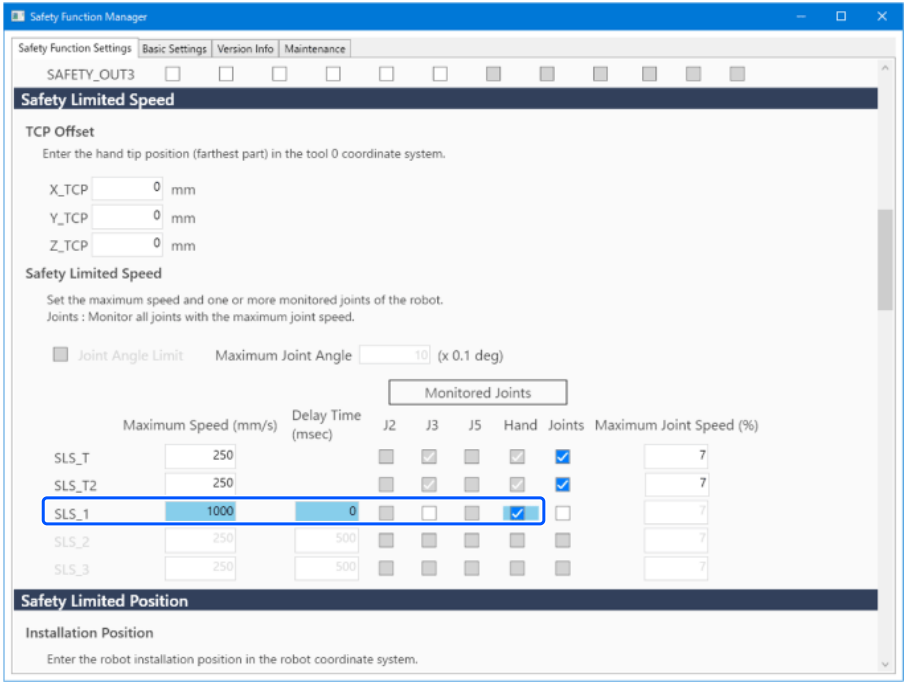 Safety Function Manager
Safety Function Settings Basic Settings Version Info Maintenance
SAFETY_OUT3
Safety Limited Speed
TCP Offset
Enter the hand tip position (farthest part) in the tool 0 coordinate system.
X_TCP 0 mm
Y_TCP 0 mm
Z_TCP 0 mm
Safety Limited Speed
Set the maximum speed and one or more monitored joints of the robot.
Joints : Monitor all joints with the maximum joint speed.
Joint Angle Limit Maximum Joint Angle 10 (x 0.1 deg)
Monitored Joints
Maximum Speed (mm/s) Delay Time (msec) J2 J3 J5 Hand Joints Maximum Joint Speed (%)
SLS_T 250 7
SLS_T2 250 7
SLS_1 1000 0 7
SLS_2 250 500 7
SLS_3 250 500 7
Safety Limited Position
Installation Position
Enter the robot installation position in the robot coordinate system.